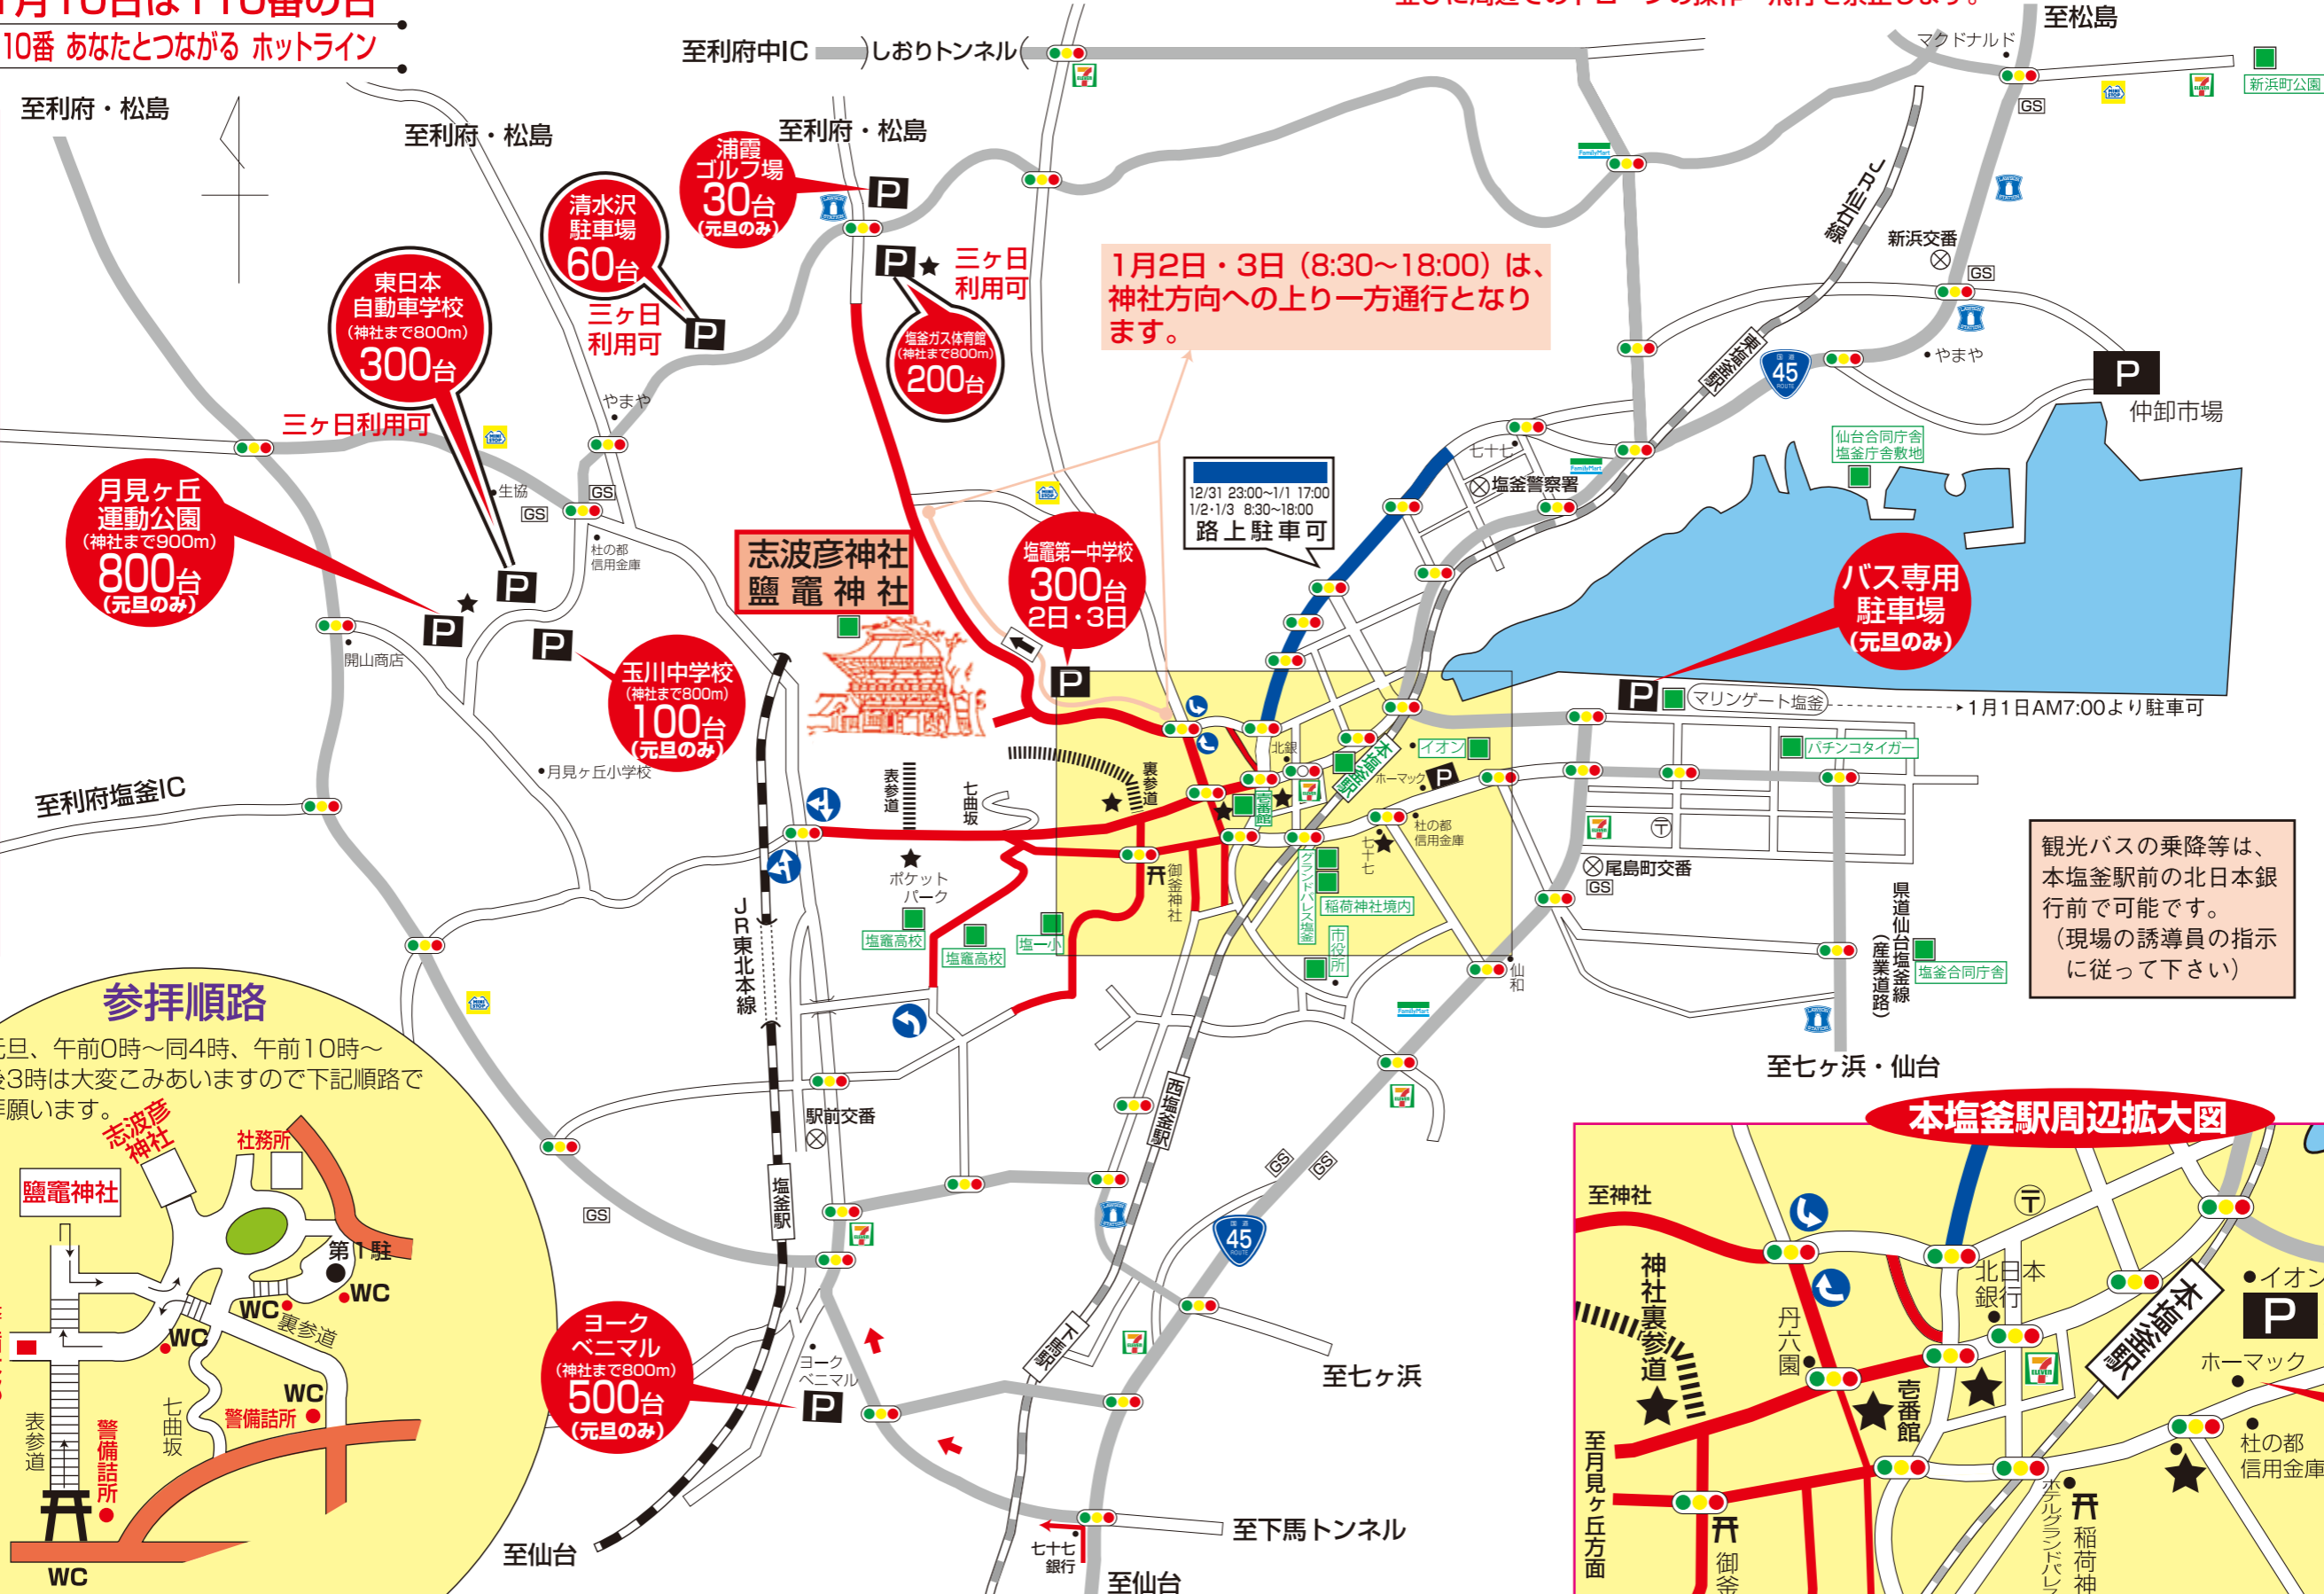 1月10日は110番の日
10番 あなたとつながる ホットライン
至利府中IC
しおりトンネル
至松島
マクドナルド
新浜町公園
GS
至利府・松島
至利府・松島
至利府・松島
浦霞
ゴルフ場
30台
(元旦のみ)
P
清水沢
駐車場
60台
三ヶ日
利用可
P
東日本
自動車学校
(神社まで800m)
300台
三ヶ日利用可
P
三ヶ日
利用可
塩釜ガス体育館
(神社まで800m)
200台
P
1月2日・3日（8:30〜18:00）は、
神社方向への上り一方通行となり
ます。
JR仙石線
新浜交番
GS
東塩釜駅
国道
45
ROUTE
やまや
P
仲卸市場
仙台合同庁舎
塩釜庁舎敷地
やまや
生協
GS
GS
杜の都
信用金庫
月見ヶ丘
運動公園
(神社まで900m)
800台
(元旦のみ)
P
開山商店
玉川中学校
(神社まで800m)
100台
(元旦のみ)
P
月見ヶ丘小学校
至利府塩釜IC
志波彦神社
鹽竈神社
塩竈第一中学校
300台
2日・3日
P
12/31 23:00〜1/1 17:00
1/2・1/3 8:30〜18:00
路上駐車可
七十七
塩釜警察署
バス専用
駐車場
(元旦のみ)
P
マリンゲート塩釜
1月1日AM7:00より駐車可
パチンコタイガー
北銀
本塩釜駅
イオン
ホーマック
P
壱番館
裏参道
表参道
七曲坂
ポケット
パーク
塩竈高校
塩竈高校
塩一小
御釜神社
グランドパレス塩釜
稲荷神社境内
七十七
杜の都
信用金庫
市役所
仙和
尾島町交番
GS
県道仙台塩釜線
（産業道路）
塩釜合同庁舎
至七ヶ浜・仙台
観光バスの乗降等は、
本塩釜駅前の北日本銀
行前で可能です。
（現場の誘導員の指示
に従って下さい）
JR東北本線
駅前交番
塩釜駅
西塩釜駅
GS
GS
GS
国道
45
ROUTE
下馬駅
至七ヶ浜
ヨーク
ベニマル
(神社まで800m)
500台
(元旦のみ)
ヨーク
ベニマル
P
至仙台
七十七
銀行
至仙台
至下馬トンネル
参拝順路
元旦、午前0時〜同4時、午前10時〜
後3時は大変こみあいますので下記順路で
拝願います。
志波彦
神社
社務所
鹽竈神社
第1駐
WC
WC
WC
裏参道
WC
警備詰所
七曲坂
表参道
警備詰所
WC
本塩釜駅周辺拡大図
至神社
神社裏参道
丹六園
北日本
銀行
本塩釜駅
イオン
P
ホーマック
壱番館
杜の都
信用金庫
至月見ヶ丘方面
ホテルグランドパレス
稲荷神
御釜